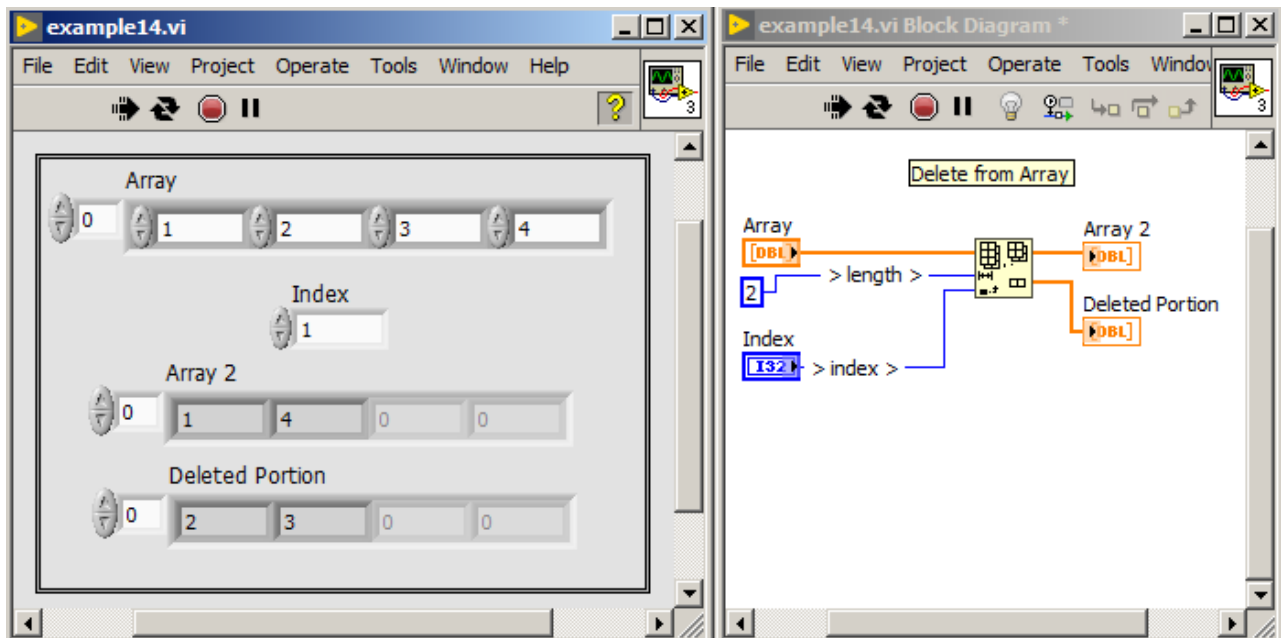 example14.vi
File Edit View Project Operate Tools Window Help
3
Array
0 1 2 3 4
Index
1
Array 2
0 1 4 0 0
Deleted Portion
0 2 3 0 0
example14.vi Block Diagram *
File Edit View Project Operate Tools Window
3
Delete from Array
Array
[DBL]
Array 2
[DBL]
2
> length >
Deleted Portion
[DBL]
Index
I32
> index >